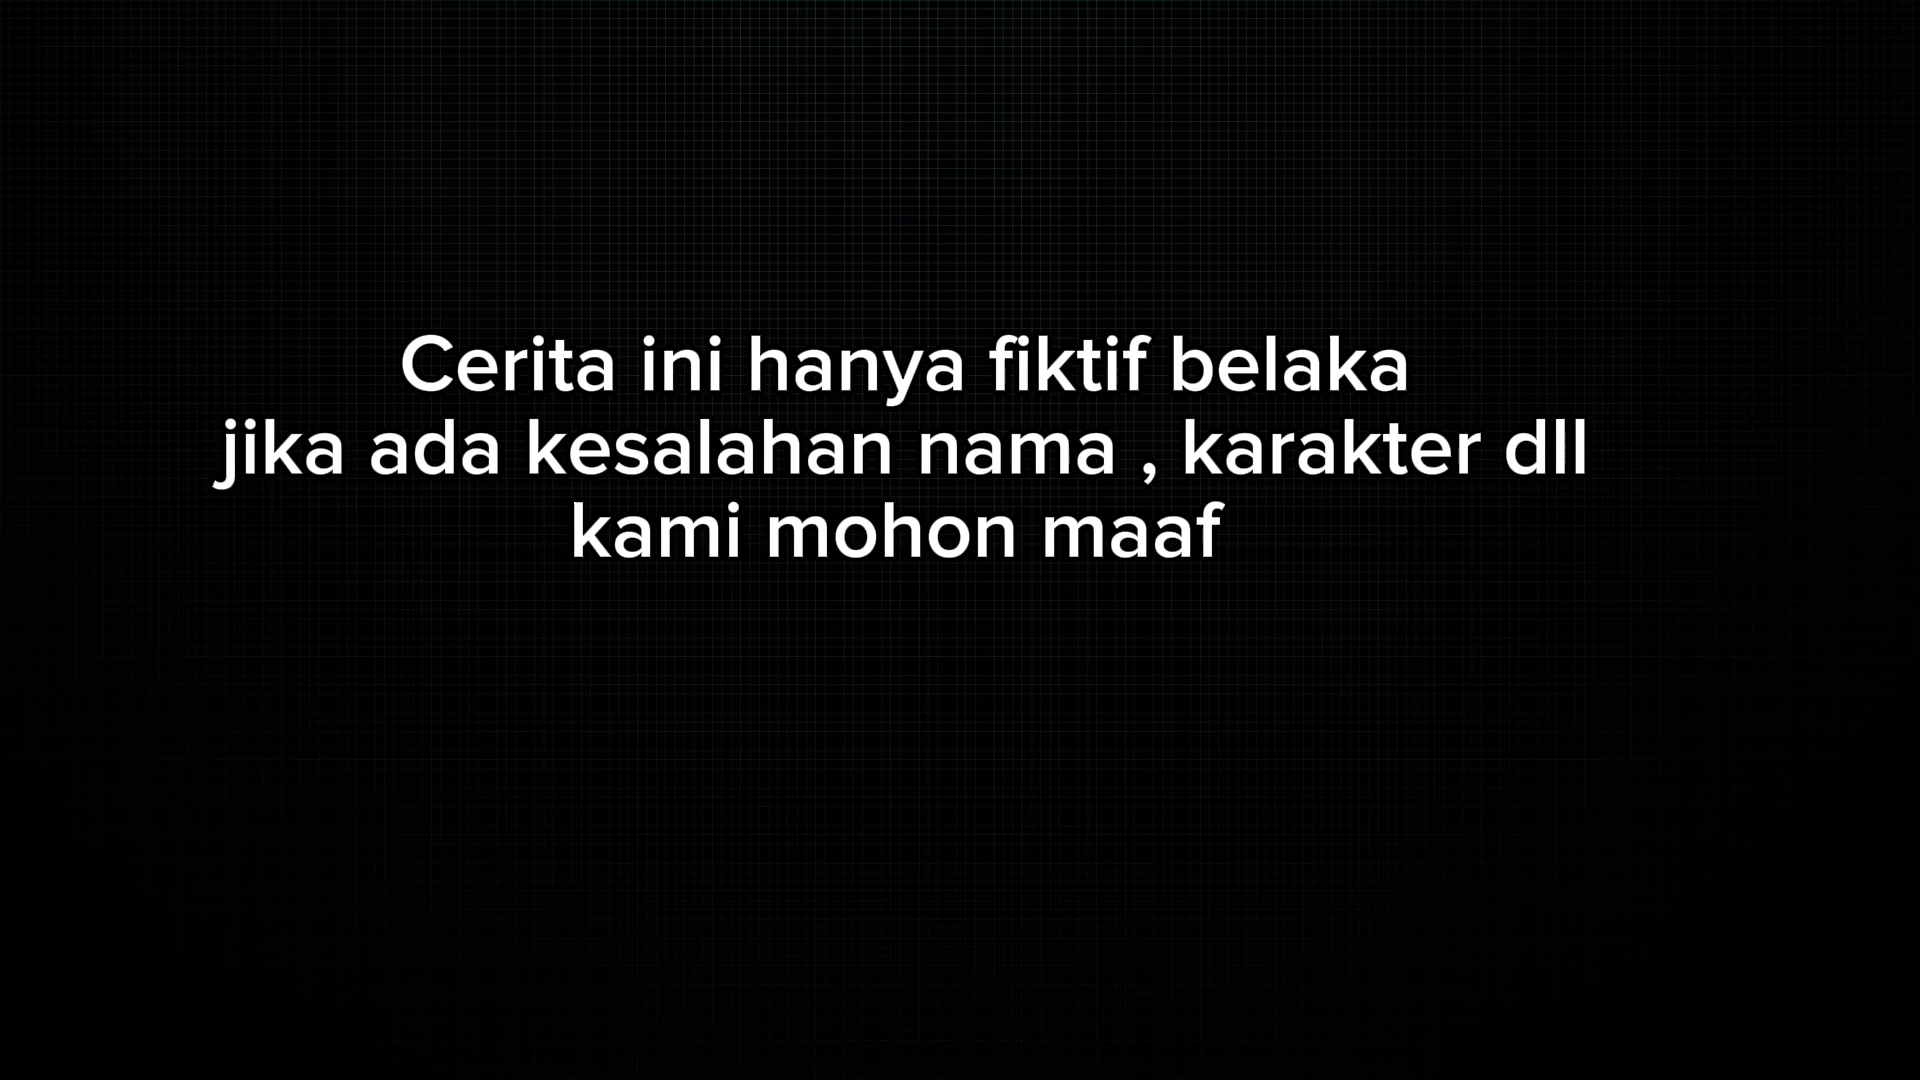 Cerita ini hanya fiktif belaka
jika ada kesalahan nama , karakter dll
kami mohon maaf